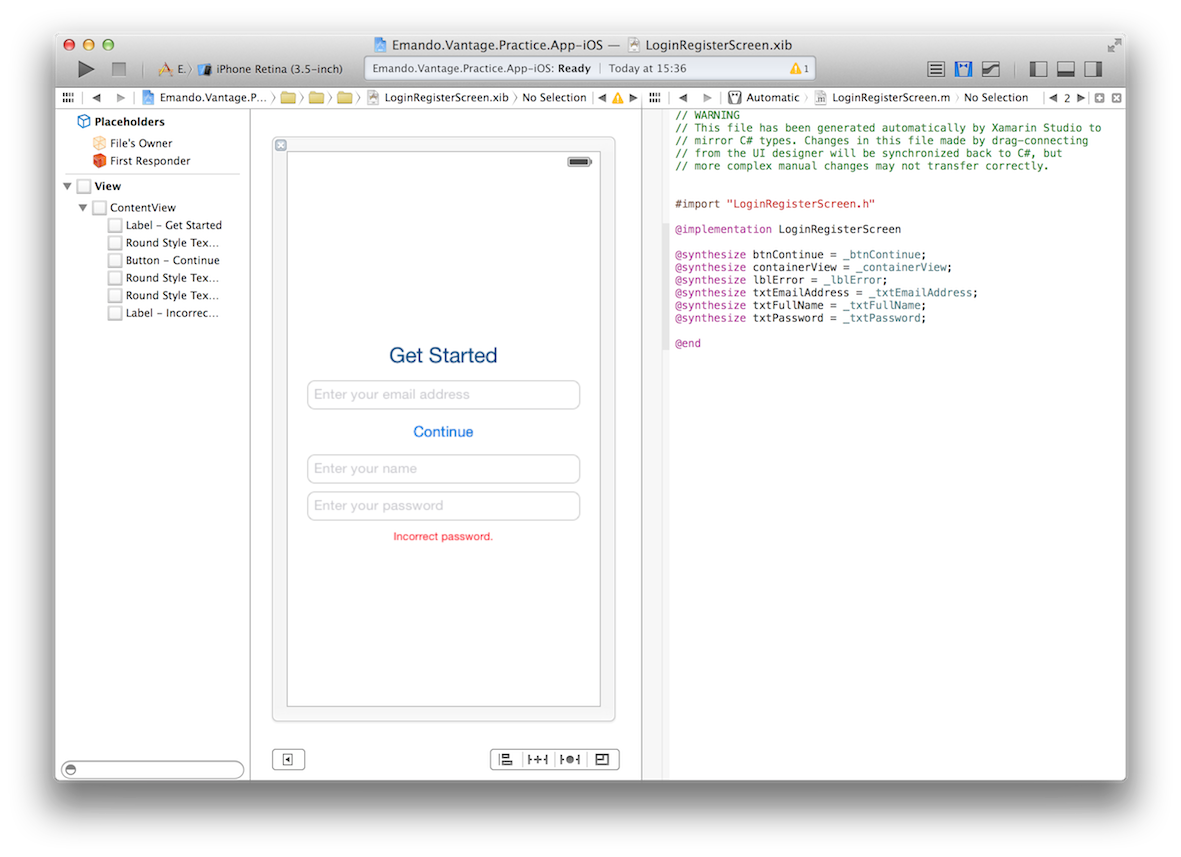 Emando.Vantage.Practice.App-iOS — LoginRegisterScreen.xib
E. iPhone Retina (3.5-inch)
Emando.Vantage.Practice.App-iOS: Ready | Today at 15:36
1
Emando.Vantage.P... LoginRegisterScreen.xib No Selection
Automatic LoginRegisterScreen.m No Selection
2
Placeholders
File's Owner
First Responder
View
ContentView
Label – Get Started
Round Style Tex...
Button – Continue
Round Style Tex...
Round Style Tex...
Label – Incorrec...
Get Started
Enter your email address
Continue
Enter your name
Enter your password
Incorrect password.
// WARNING
// This file has been generated automatically by Xamarin Studio to
// mirror C# types. Changes in this file made by drag-connecting
// from the UI designer will be synchronized back to C#, but
// more complex manual changes may not transfer correctly.
#import "LoginRegisterScreen.h"
@implementation LoginRegisterScreen
@synthesize btnContinue = _btnContinue;
@synthesize containerView = _containerView;
@synthesize lblError = _lblError;
@synthesize txtEmailAddress = _txtEmailAddress;
@synthesize txtFullName = _txtFullName;
@synthesize txtPassword = _txtPassword;
@end